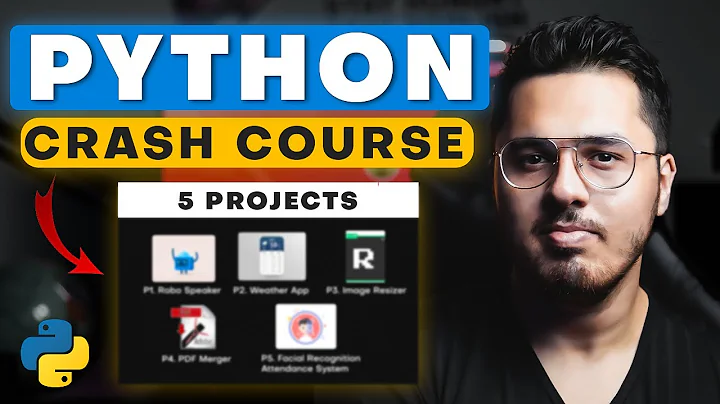 PYTHON
CRASH COURSE
5 PROJECTS
P1. Robo Speaker
P2. Weather App
R
P3. Image Resizer
PDF
P4. PDF Merger
P5. Facial Recognition
Attendance System